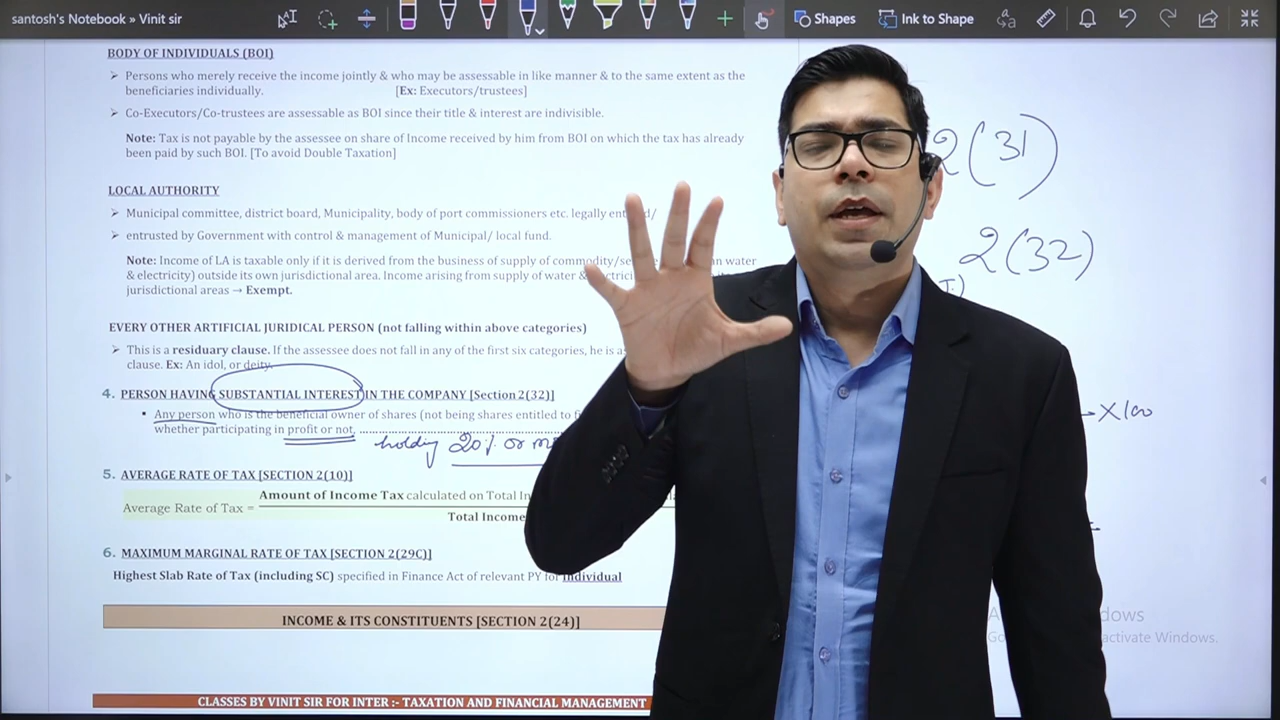 santosh's Notebook » Vinit sir
Shapes
Ink to Shape
BODY OF INDIVIDUALS (BOI)
➢ Persons who merely receive the income jointly & who may be assessable in like manner & to the same extent as the
beneficiaries individually. [Ex: Executors/trustees]
➢ Co-Executors/Co-trustees are assessable as BOI since their title & interest are indivisible.
Note: Tax is not payable by the assessee on share of Income received by him from BOI on which the tax has already
been paid by such BOI. [To avoid Double Taxation]
2(31)
LOCAL AUTHORITY
➢ Municipal committee, district board, Municipality, body of port commissioners etc. legally
➢ entrusted by Government with control & management of Municipal/ local fund.
2(32)
Note: Income of LA is taxable only if it is derived from the business of supply of water
& electricity) outside its own jurisdictional area. Income arising from supply of water &
jurisdictional areas → Exempt.
EVERY OTHER ARTIFICIAL JURIDICAL PERSON (not falling within above categories)
➢ This is a residuary clause. If the assessee does not fall in any of the first six categories, he is
clause. Ex: An idol, or deity.
4. PERSON HAVING SUBSTANTIAL INTEREST IN THE COMPANY [Section 2(32)]
▪ Any person who is the beneficial owner of shares (not being shares entitled to
whether participating in profit or not,
holding 20% or
X100
5. AVERAGE RATE OF TAX [SECTION 2(10)]
Average Rate of Tax =
Amount of Income Tax calculated on Total
Total Income
6. MAXIMUM MARGINAL RATE OF TAX [SECTION 2(29C)]
Highest Slab Rate of Tax (including SC) specified in Finance Act of relevant PY for individual
INCOME & ITS CONSTITUENTS [SECTION 2(24)]
activate Windows.
CLASSES BY VINIT SIR FOR INTER :- TAXATION AND FINANCIAL MANAGEMENT